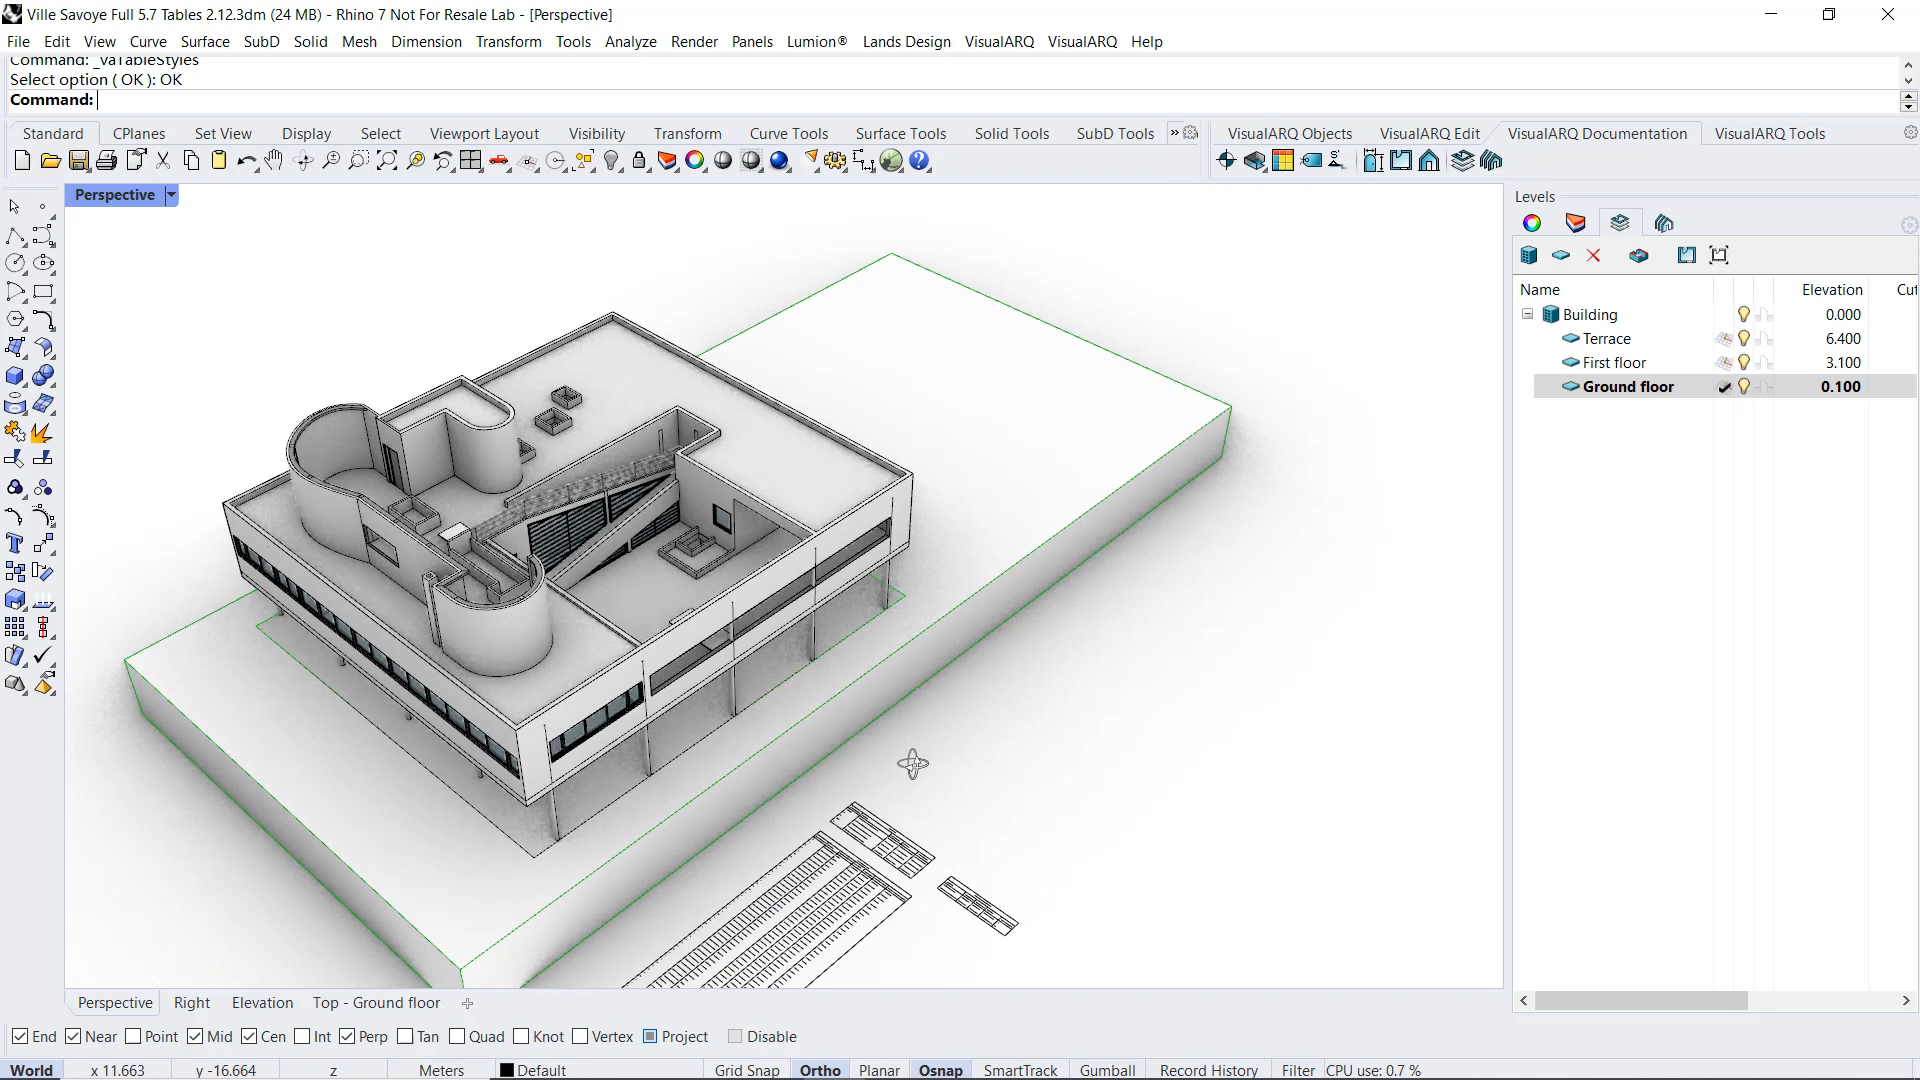 Ville Savoye Full 5.7 Tables 2.12.3dm (24 MB) - Rhino 7 Not For Resale Lab - [Perspective]
File Edit View Curve Surface SubD Solid Mesh Dimension Transform Tools Analyze Render Panels Lumion® Lands Design VisualARQ VisualARQ Help
Command: _vaTableStyles
Select option ( OK ): OK
Command:
Standard CPlanes Set View Display Select Viewport Layout Visibility Transform Curve Tools Surface Tools Solid Tools SubD Tools »
VisualARQ Objects VisualARQ Edit VisualARQ Documentation VisualARQ Tools
Perspective
Levels
Name Elevation Cut
Building 0.000
Terrace 6.400
First floor 3.100
Ground floor 0.100
Perspective Right Elevation Top - Ground floor
End Near Point Mid Cen Int Perp Tan Quad Knot Vertex Project Disable
World x 11.663 y -16.664 z Meters Default Grid Snap Ortho Planar Osnap SmartTrack Gumball Record History Filter CPU use: 0.7 %